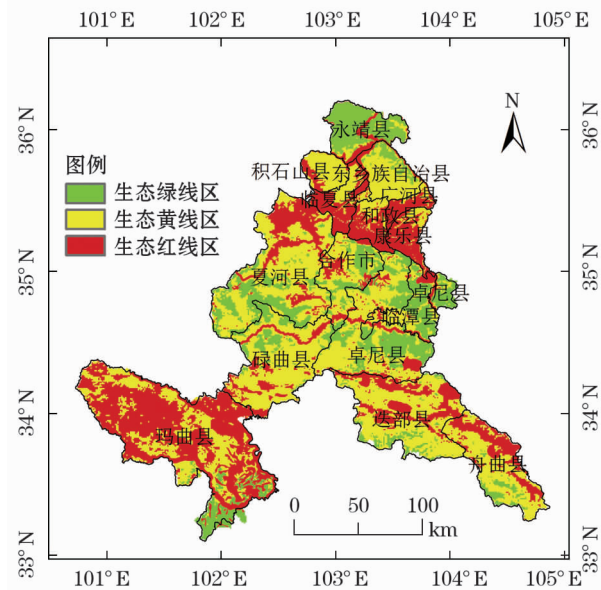 101°E 102°E 103°E 104°E 105°E
36°N
35°N
34°N
33°N
36°N
35°N
34°N
33°N
N
图例
生态绿线区
生态黄线区
生态红线区
永靖县
积石山县
东乡族自治县
临夏县
广河县
和政县
康乐县
合作市
夏河县
卓尼县
临潭县
碌曲县
卓尼县
迭部县
玛曲县
舟曲县
0 50 100
km
101°E 102°E 103°E 104°E 105°E